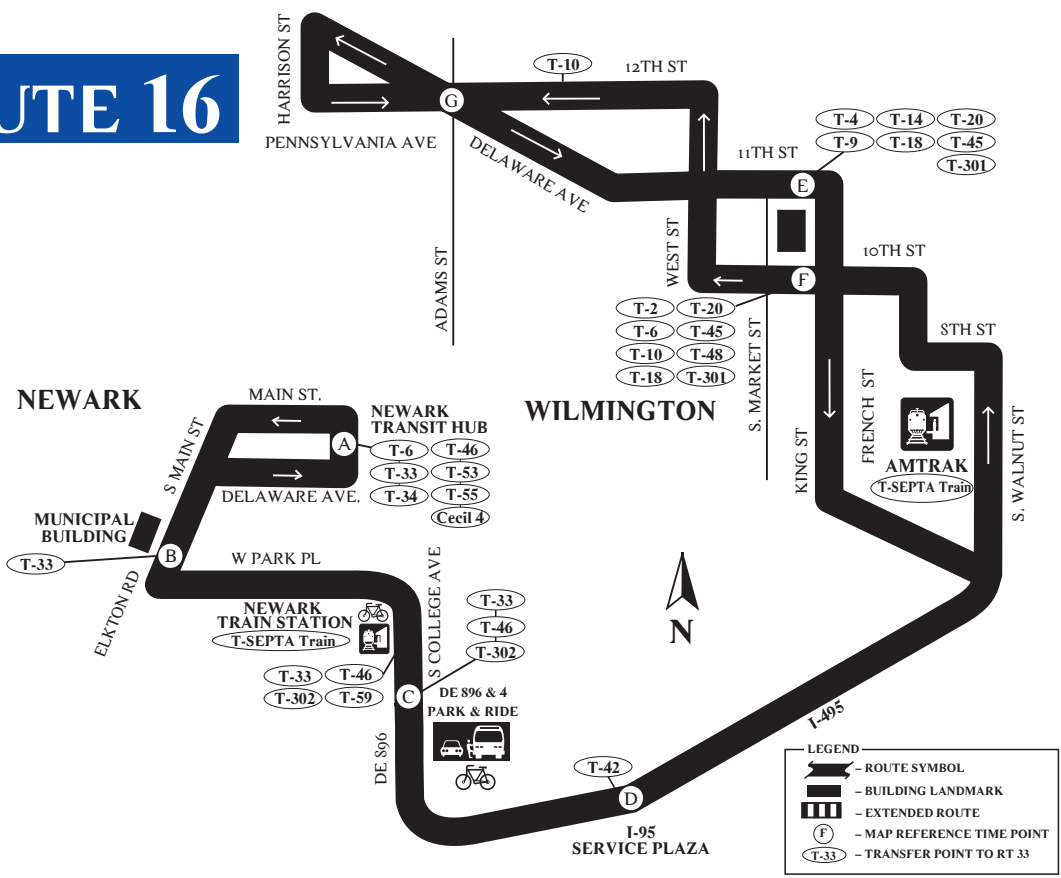 UTE 16
HARRISON ST
T-10
12TH ST
G
PENNSYLVANIA AVE
DELAWARE AVE
11TH ST
T-4 T-14 T-20
T-9 T-18 T-45
T-301
E
ADAMS ST
WEST ST
10TH ST
F
T-2 T-20
T-6 T-45
T-10 T-48
T-18 T-301
S. MARKET ST
8TH ST
KING ST
FRENCH ST
S. WALNUT ST
AMTRAK
T-SEPTA Train
NEWARK
WILMINGTON
MAIN ST.
S MAIN ST
A
DELAWARE AVE.
NEWARK
TRANSIT HUB
T-6 T-46
T-33 T-53
T-34 T-55
Cecil 4
MUNICIPAL
BUILDING
T-33
B
ELKTON RD
W PARK PL
NEWARK
TRAIN STATION
T-SEPTA Train
S COLLEGE AVE
T-33
T-46
T-302
T-33 T-46
T-302 T-59
C
DE 896 & 4
PARK & RIDE
DE 896
N
T-42
D
I-95
SERVICE PLAZA
I-495
LEGEND
– ROUTE SYMBOL
– BUILDING LANDMARK
– EXTENDED ROUTE
F – MAP REFERENCE TIME POINT
T-33 – TRANSFER POINT TO RT 33